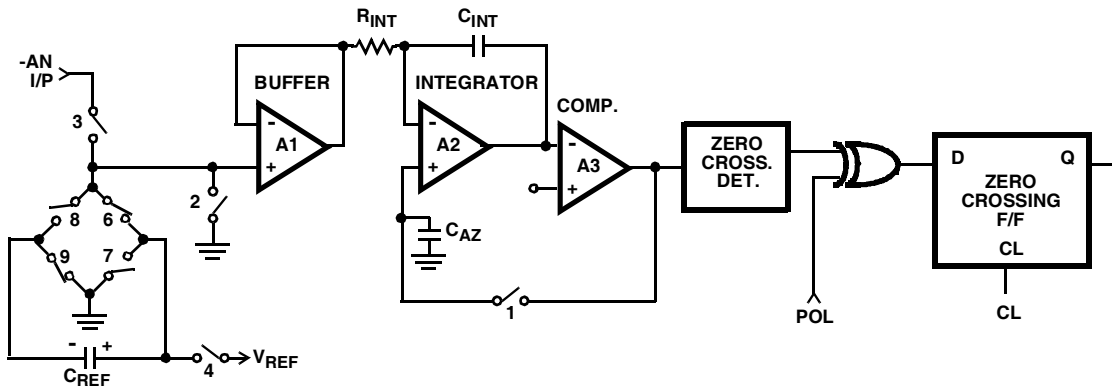 R_INT
C_INT
-AN
I/P
BUFFER
INTEGRATOR
COMP.
3
-
A1
+
-
A2
+
-
A3
+
ZERO
CROSS.
DET.
D
Q
ZERO
CROSSING
F/F
CL
2
8
6
9
7
C_AZ
1
POL
CL
-
+
C_REF
4
V_REF